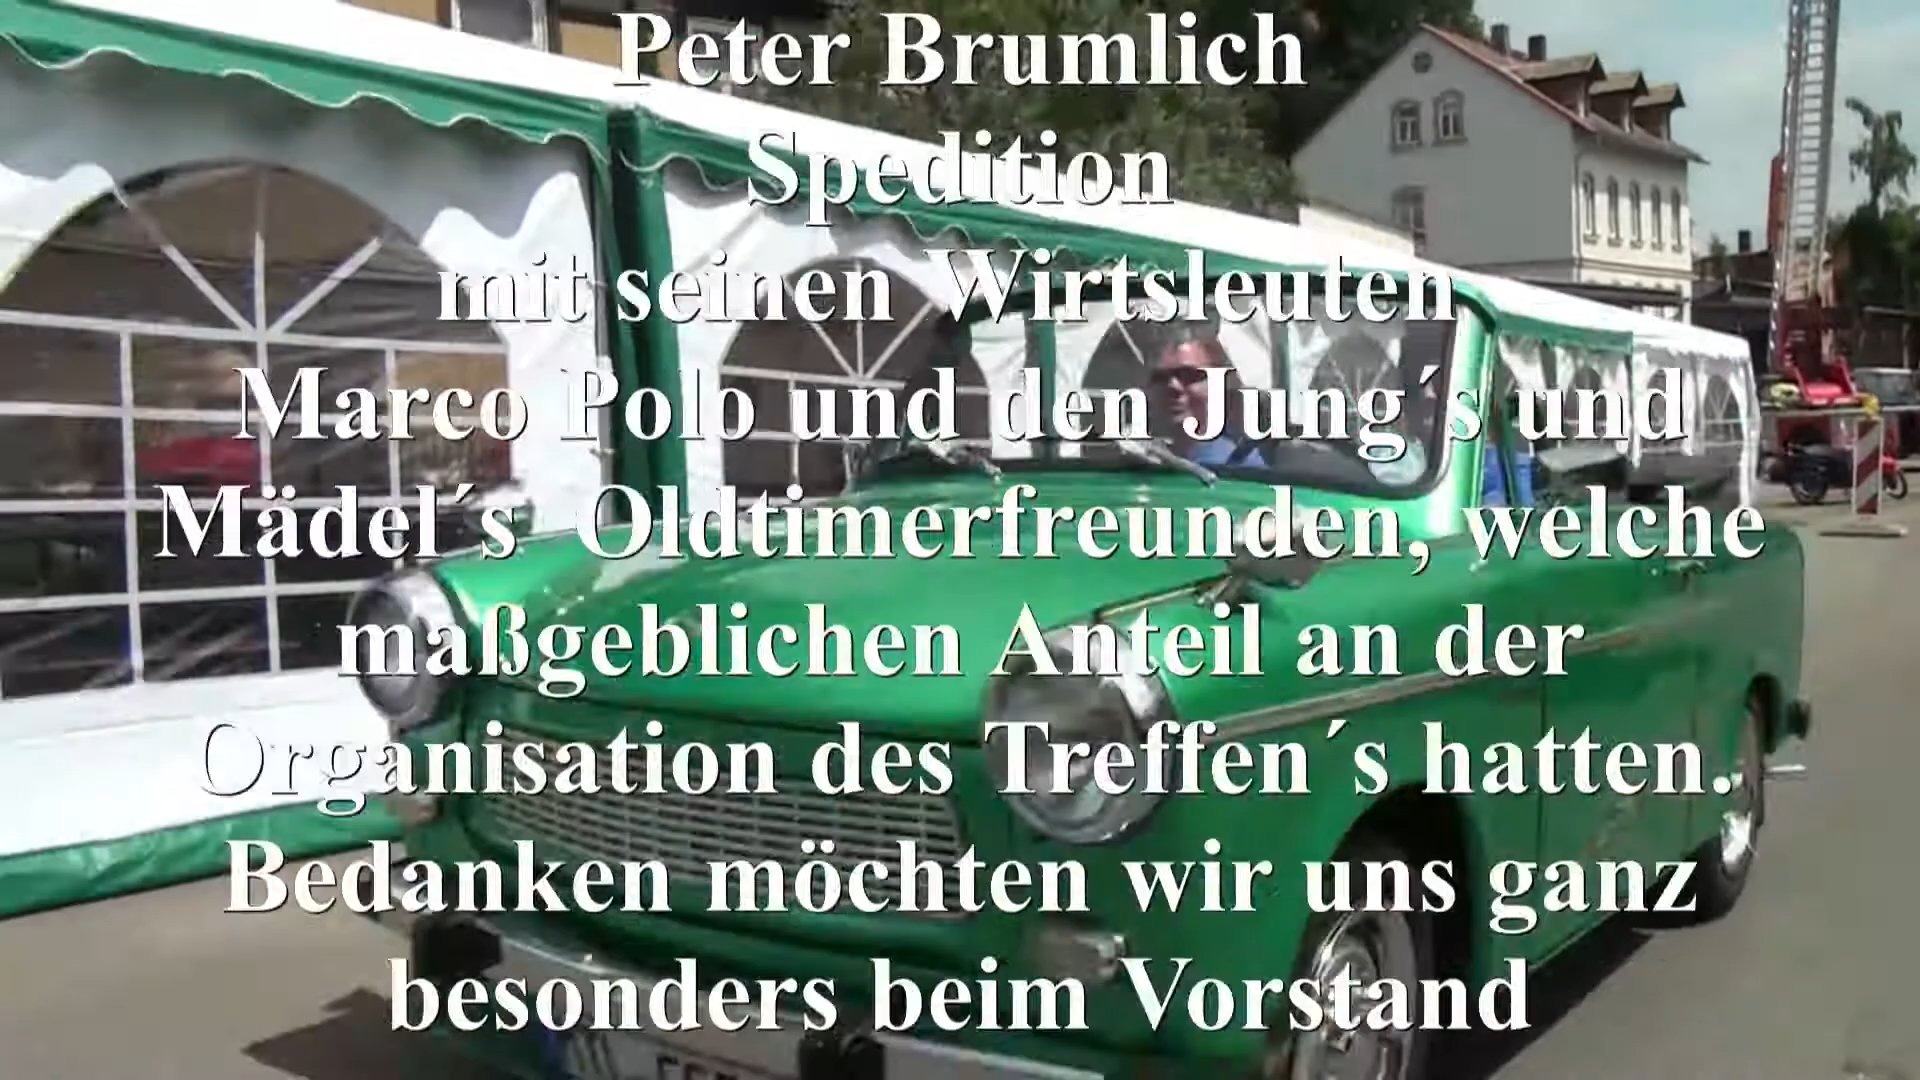 Peter Brumlich
Spedition
mit seinen Wirtsleuten
Marco Polo und den Jung´s und
Mädel´s  Oldtimerfreunden, welche
maßgeblichen Anteil an der
Organisation des Treffen´s hatten.
Bedanken möchten wir uns ganz
besonders beim Vorstand